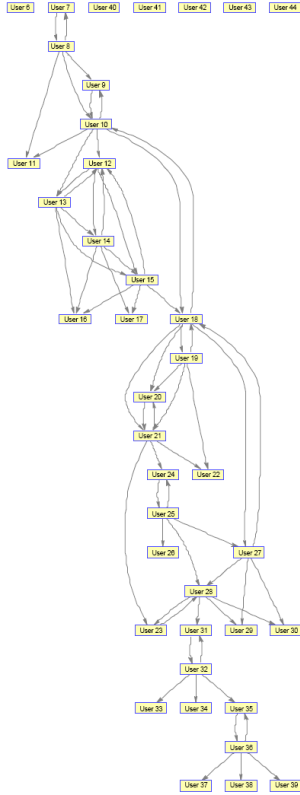 User 6 User 7 User 40 User 41 User 42 User 43 User 44
User 8
User 9
User 10
User 11 User 12
User 13
User 14
User 15
User 16 User 17 User 18
User 19
User 20
User 21
User 24 User 22
User 25
User 26 User 27
User 28
User 23 User 31 User 29 User 30
User 32
User 33 User 34 User 35
User 36
User 37 User 38 User 39